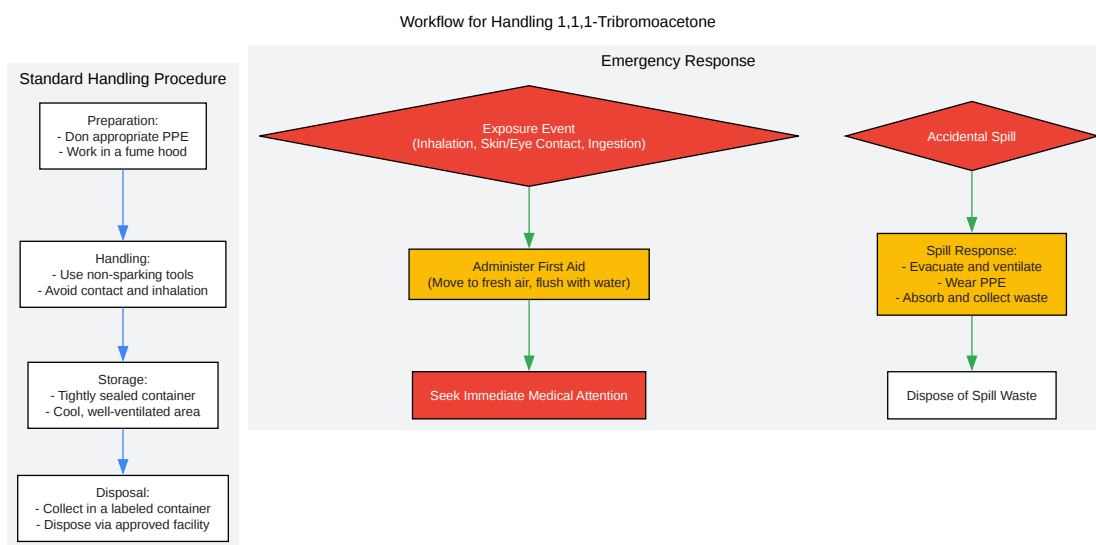 Workflow for Handling 1,1,1-Tribromoacetone
Standard Handling Procedure
Preparation:
- Don appropriate PPE
- Work in a fume hood
Handling:
- Use non-sparking tools
- Avoid contact and inhalation
Storage:
- Tightly sealed container
- Cool, well-ventilated area
Disposal:
- Collect in a labeled container
- Dispose via approved facility
Emergency Response
Exposure Event
(Inhalation, Skin/Eye Contact, Ingestion)
Administer First Aid
(Move to fresh air, flush with water)
Seek Immediate Medical Attention
Accidental Spill
Spill Response:
- Evacuate and ventilate
- Wear PPE
- Absorb and collect waste
Dispose of Spill Waste